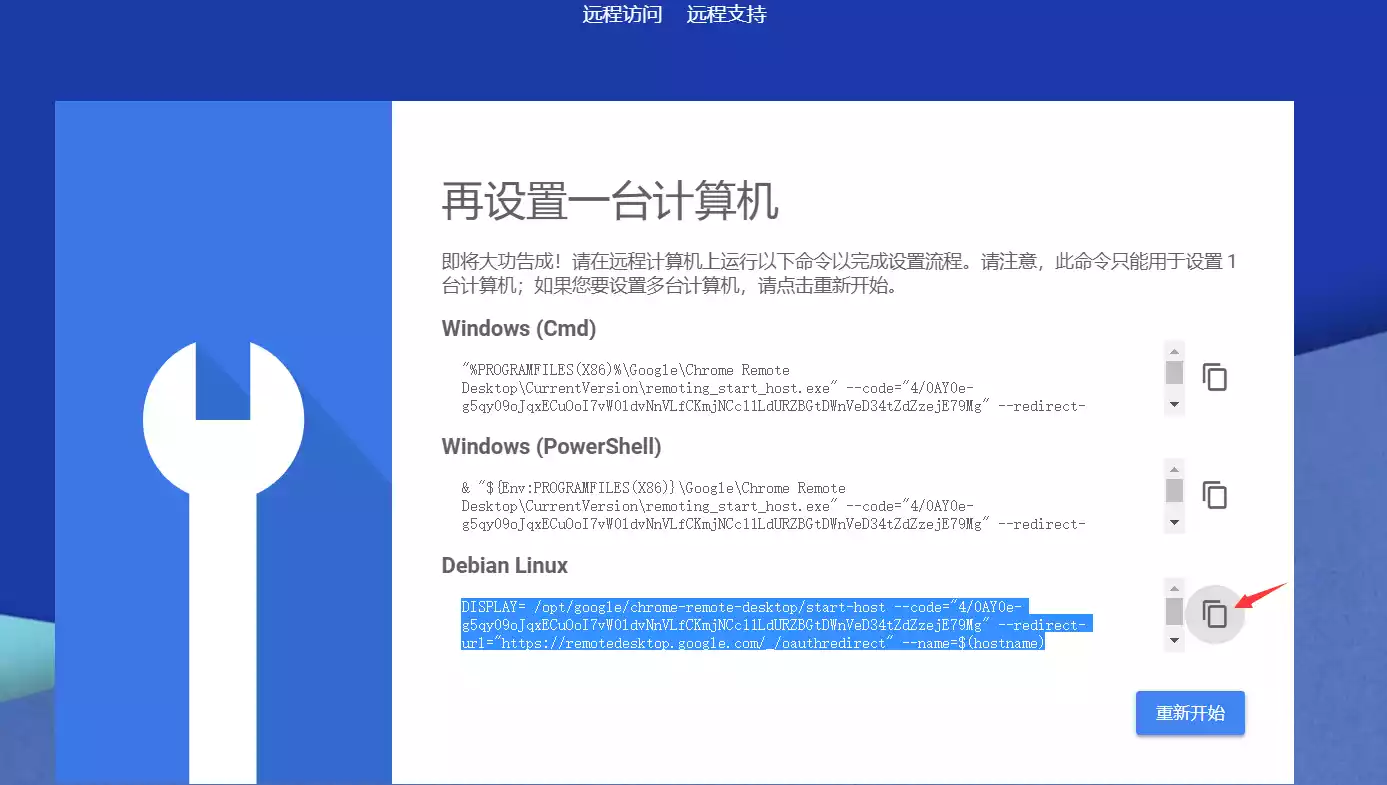 远程访问 远程支持
再设置一台计算机
即将大功告成！请在远程计算机上运行以下命令以完成设置流程。请注意，此命令只能用于设置 1
台计算机；如果您要设置多台计算机，请点击重新开始。
Windows (Cmd)
"%PROGRAMFILES(X86)%\Google\Chrome Remote
Desktop\CurrentVersion\remoting_start_host.exe" --code="4/0AY0e-
g5qy09oJqxECuOoI7vW01dvNnVLfCKmjNCc11LdURZBGtDWnVeD34tZdZzejE79Mg" --redirect-
Windows (PowerShell)
& "${Env:PROGRAMFILES(X86)}\Google\Chrome Remote
Desktop\CurrentVersion\remoting_start_host.exe" --code="4/0AY0e-
g5qy09oJqxECuOoI7vW01dvNnVLfCKmjNCc11LdURZBGtDWnVeD34tZdZzejE79Mg" --redirect-
Debian Linux
DISPLAY= /opt/google/chrome-remote-desktop/start-host --code="4/0AY0e-
g5qy09oJqxECuOoI7vW01dvNnVLfCKmjNCc11LdURZBGtDWnVeD34tZdZzejE79Mg" --redirect-
url="https://remotedesktop.google.com/_/oauthredirect" --name=$(hostname)
重新开始